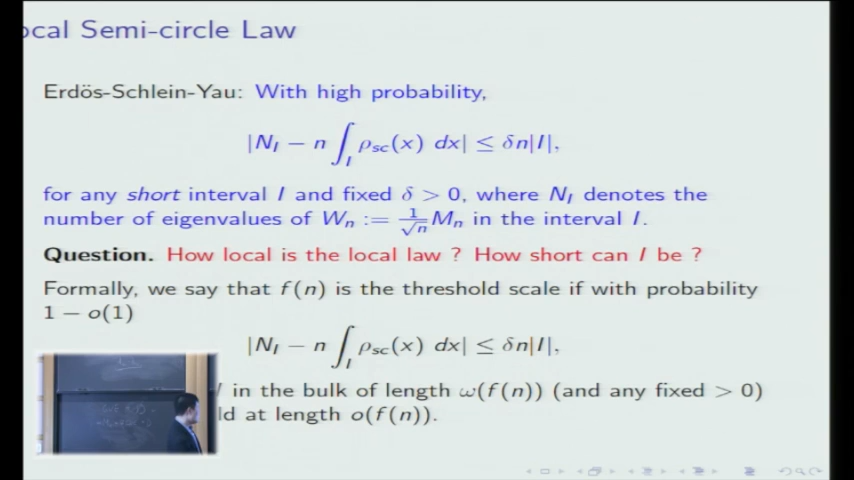 ocal Semi-circle Law
Erdös-Schlein-Yau: With high probability,
|N_I − n ∫_I ρ_sc(x) dx| ≤ δn|I|,
for any short interval I and fixed δ > 0, where N_I denotes the
number of eigenvalues of W_n := 1/√n M_n in the interval I.
Question. How local is the local law ? How short can I be ?
Formally, we say that f(n) is the threshold scale if with probability
1 − o(1)
|N_I − n ∫_I ρ_sc(x) dx| ≤ δn|I|,
I in the bulk of length ω(f(n)) (and any fixed > 0)
ld at length o(f(n)).